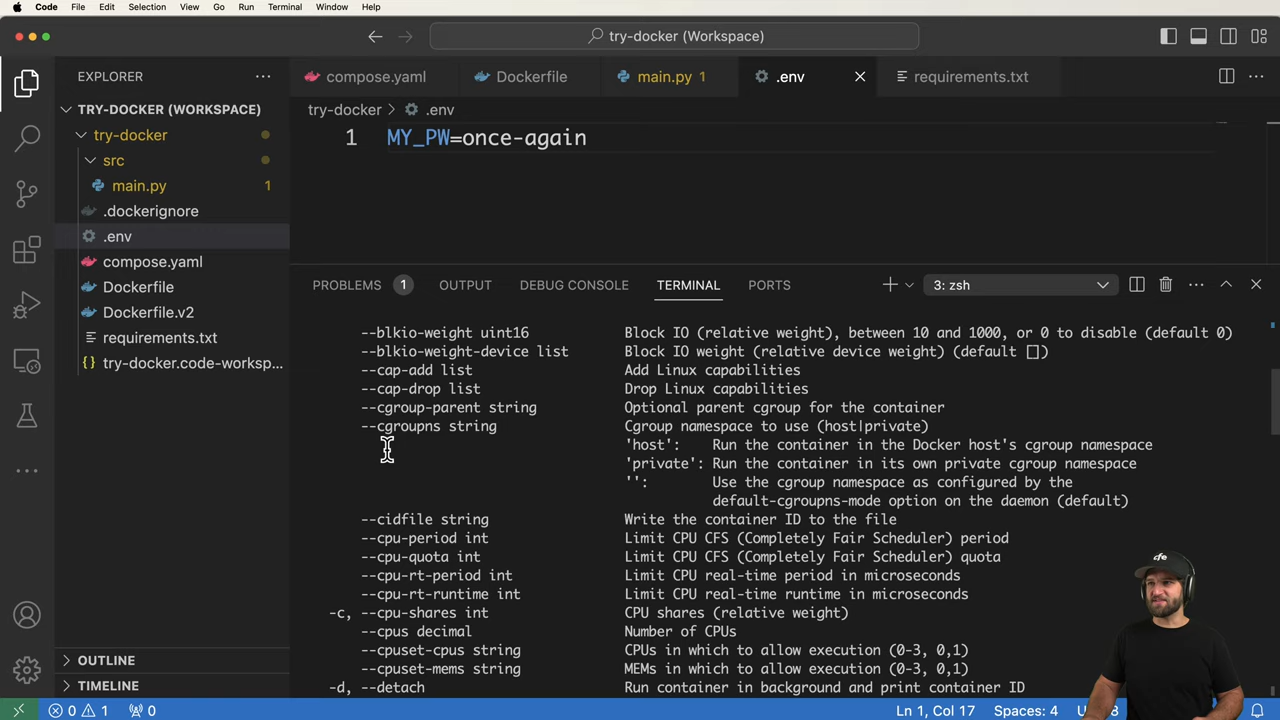 Code File Edit Selection View Go Run Terminal Window Help
try-docker (Workspace)
EXPLORER
compose.yaml
Dockerfile
main.py 1
.env
requirements.txt
TRY-DOCKER (WORKSPACE)
try-docker
src
main.py 1
.dockerignore
.env
compose.yaml
Dockerfile
Dockerfile.v2
requirements.txt
try-docker.code-worksp...
OUTLINE
TIMELINE
try-docker > .env
1 MY_PW=once-again
PROBLEMS 1 OUTPUT DEBUG CONSOLE TERMINAL PORTS 3: zsh
--blkio-weight uint16 Block IO (relative weight), between 10 and 1000, or 0 to disable (default 0)
--blkio-weight-device list Block IO weight (relative device weight) (default [])
--cap-add list Add Linux capabilities
--cap-drop list Drop Linux capabilities
--cgroup-parent string Optional parent cgroup for the container
--cgroupns string Cgroup namespace to use (host|private)
'host': Run the container in the Docker host's cgroup namespace
'private': Run the container in its own private cgroup namespace
'': Use the cgroup namespace as configured by the
default-cgroupns-mode option on the daemon (default)
--cidfile string Write the container ID to the file
--cpu-period int Limit CPU CFS (Completely Fair Scheduler) period
--cpu-quota int Limit CPU CFS (Completely Fair Scheduler) quota
--cpu-rt-period int Limit CPU real-time period in microseconds
--cpu-rt-runtime int Limit CPU real-time runtime in microseconds
-c, --cpu-shares int CPU shares (relative weight)
--cpus decimal Number of CPUs
--cpuset-cpus string CPUs in which to allow execution (0-3, 0,1)
--cpuset-mems string MEMs in which to allow execution (0-3, 0,1)
-d, --detach Run container in background and print container ID
cfe
0 1 0 Ln 1, Col 17 Spaces: 4